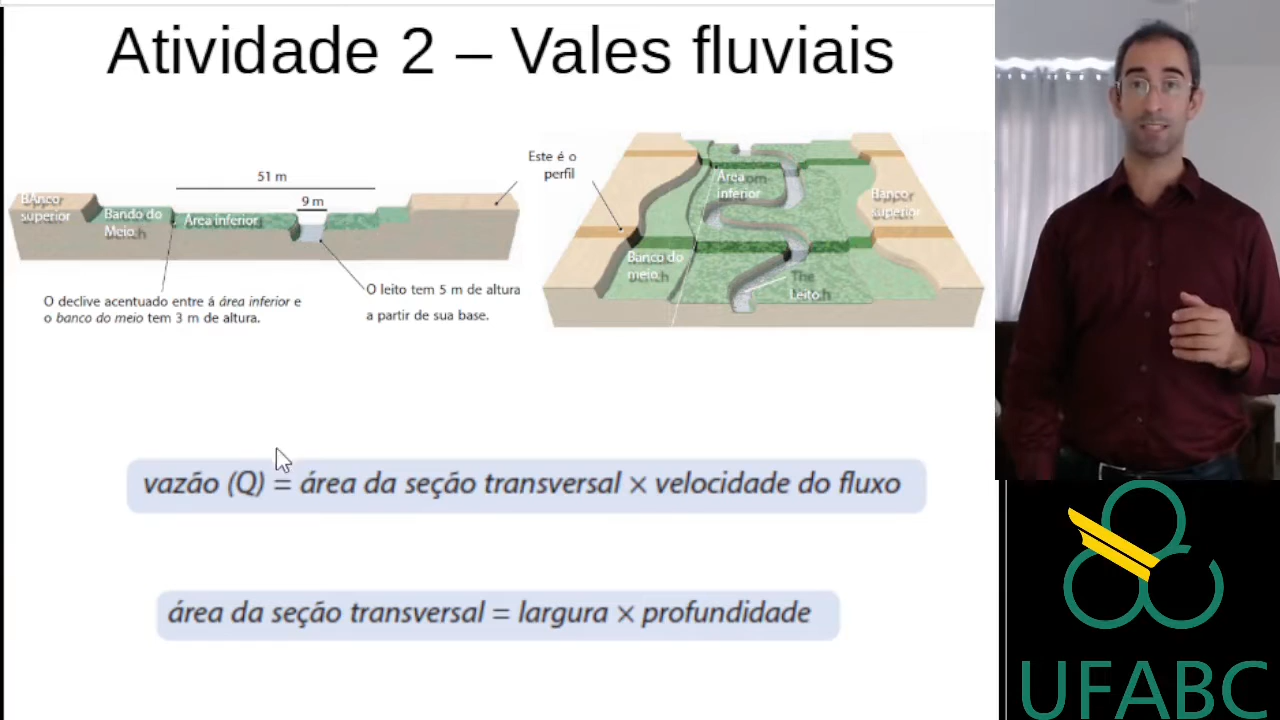 Atividade 2 – Vales fluviais
51 m
9 m
BAnco
superior
Bando do
Meio
Area inferior
O declive acentuado entre á área inferior e
o banco do meio tem 3 m de altura.
O leito tem 5 m de altura
a partir de sua base.
Este é o
perfil
Area
inferior
Banco
superior
Banco do
meio
The
Leito
vazão (Q) = área da seção transversal × velocidade do fluxo
área da seção transversal = largura × profundidade
UFABC